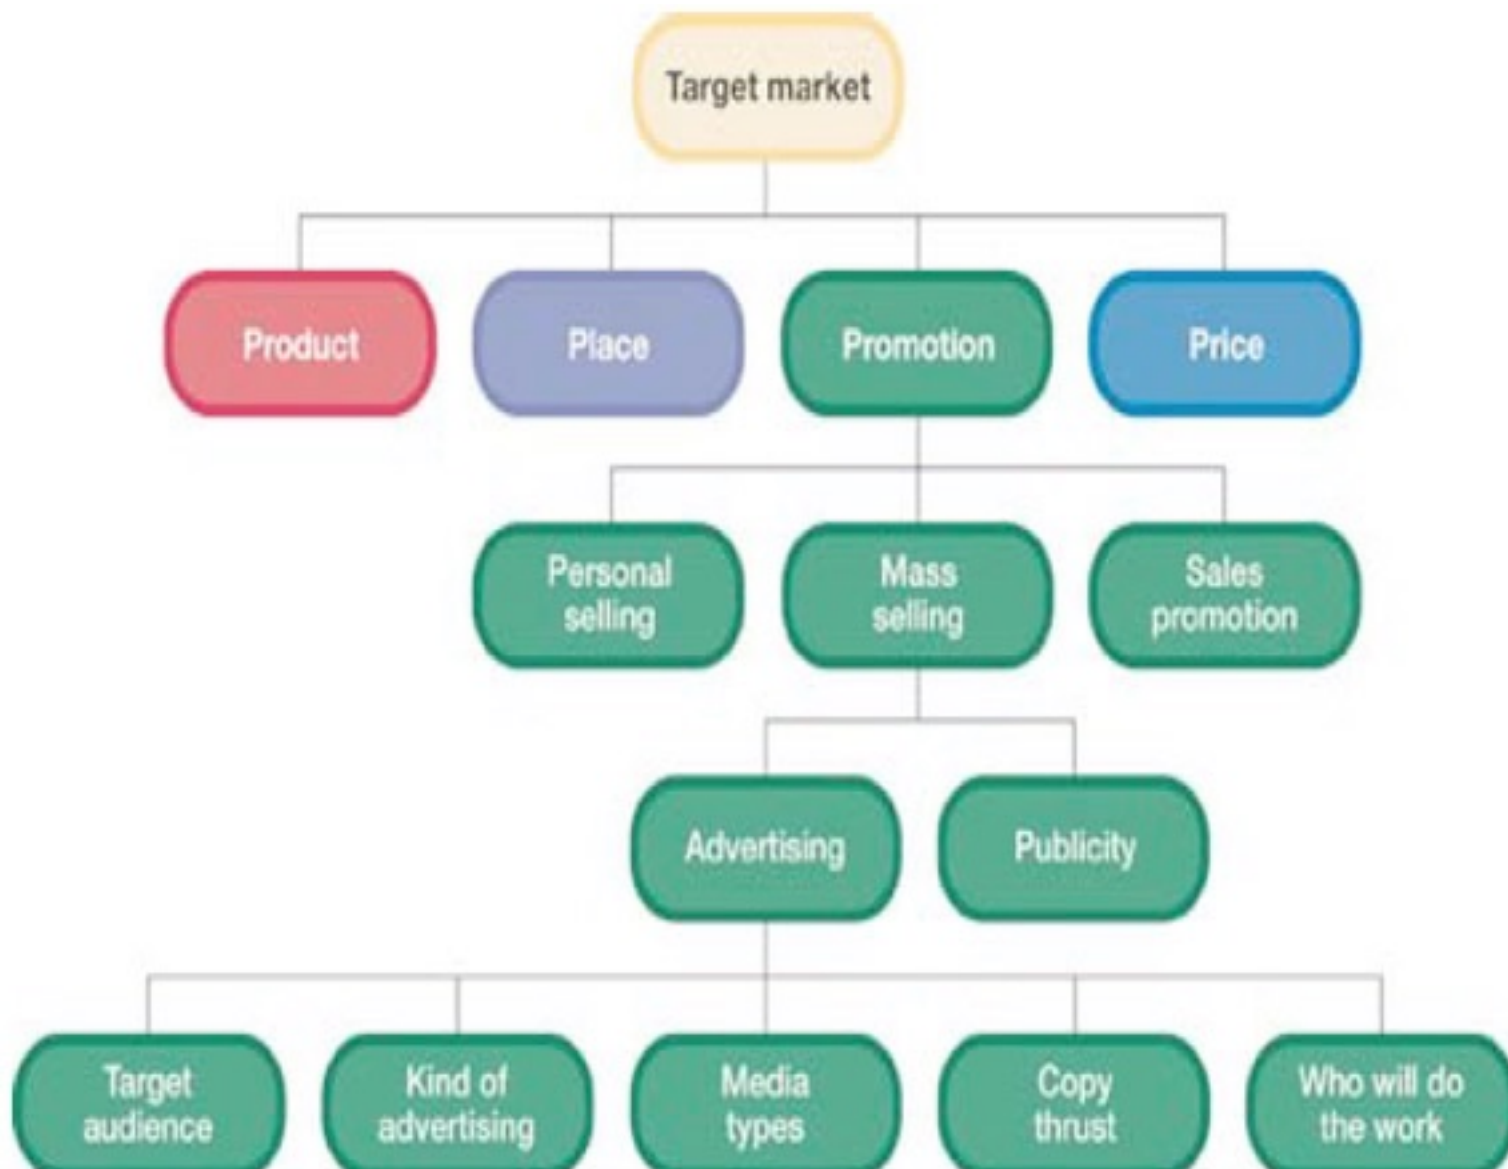 Target market
Product
Place
Promotion
Price
Personal
selling
Mass
selling
Sales
promotion
Advertising
Publicity
Target
audience
Kind of
advertising
Media
types
Copy
thrust
Who will do
the work